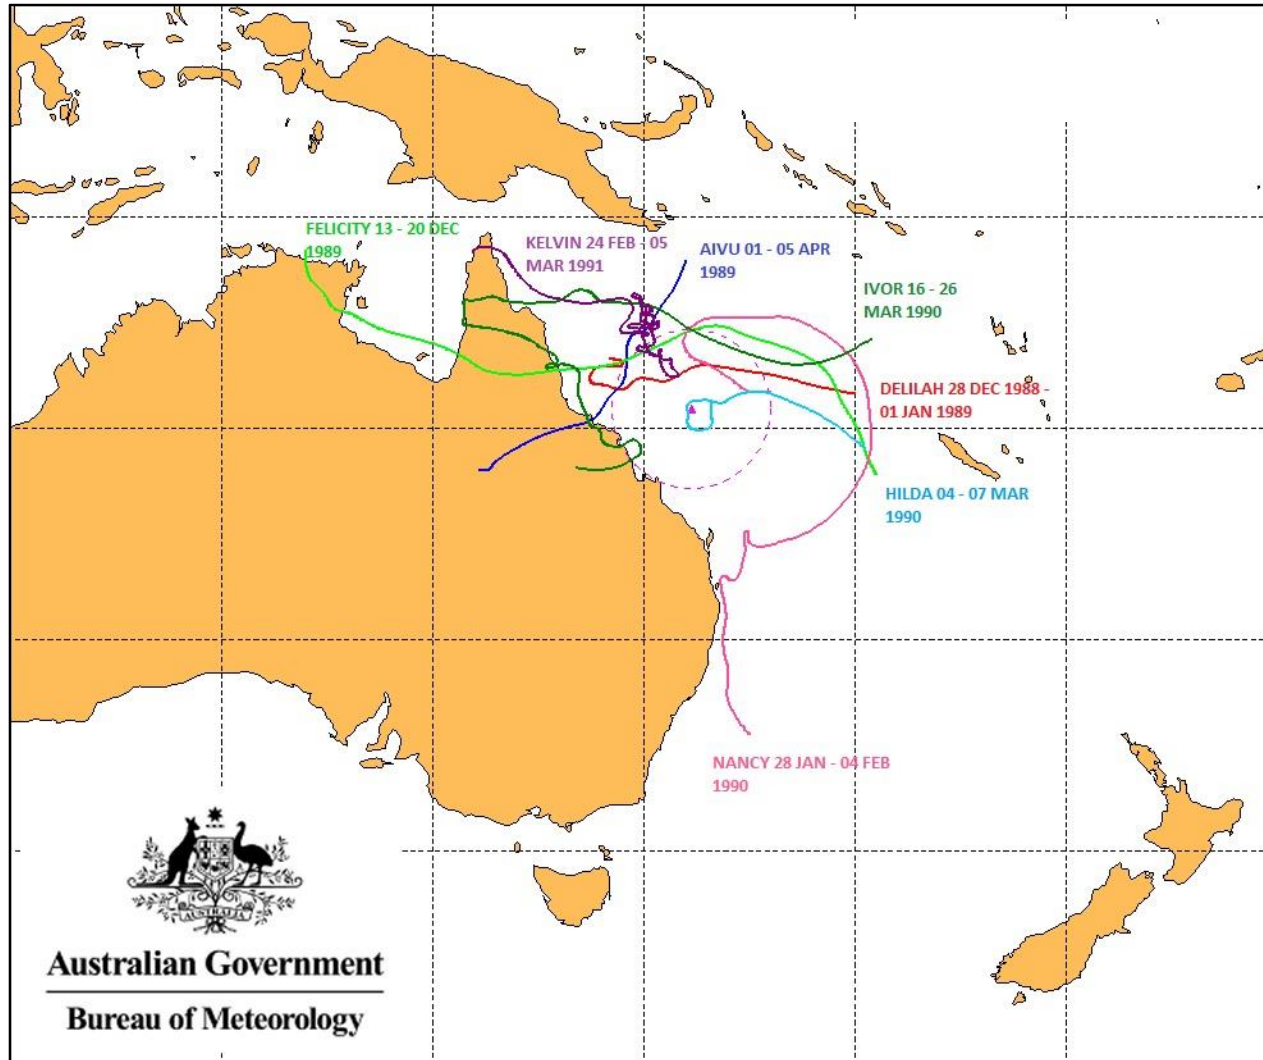 FELICITY 13 - 20 DEC
1989
KELVIN 24 FEB - 05
MAR 1991
AIVU 01 - 05 APR
1989
IVOR 16 - 26
MAR 1990
DELILAH 28 DEC 1988 -
01 JAN 1989
HILDA 04 - 07 MAR
1990
NANCY 28 JAN - 04 FEB
1990
AUSTRALIA
Australian Government
Bureau of Meteorology